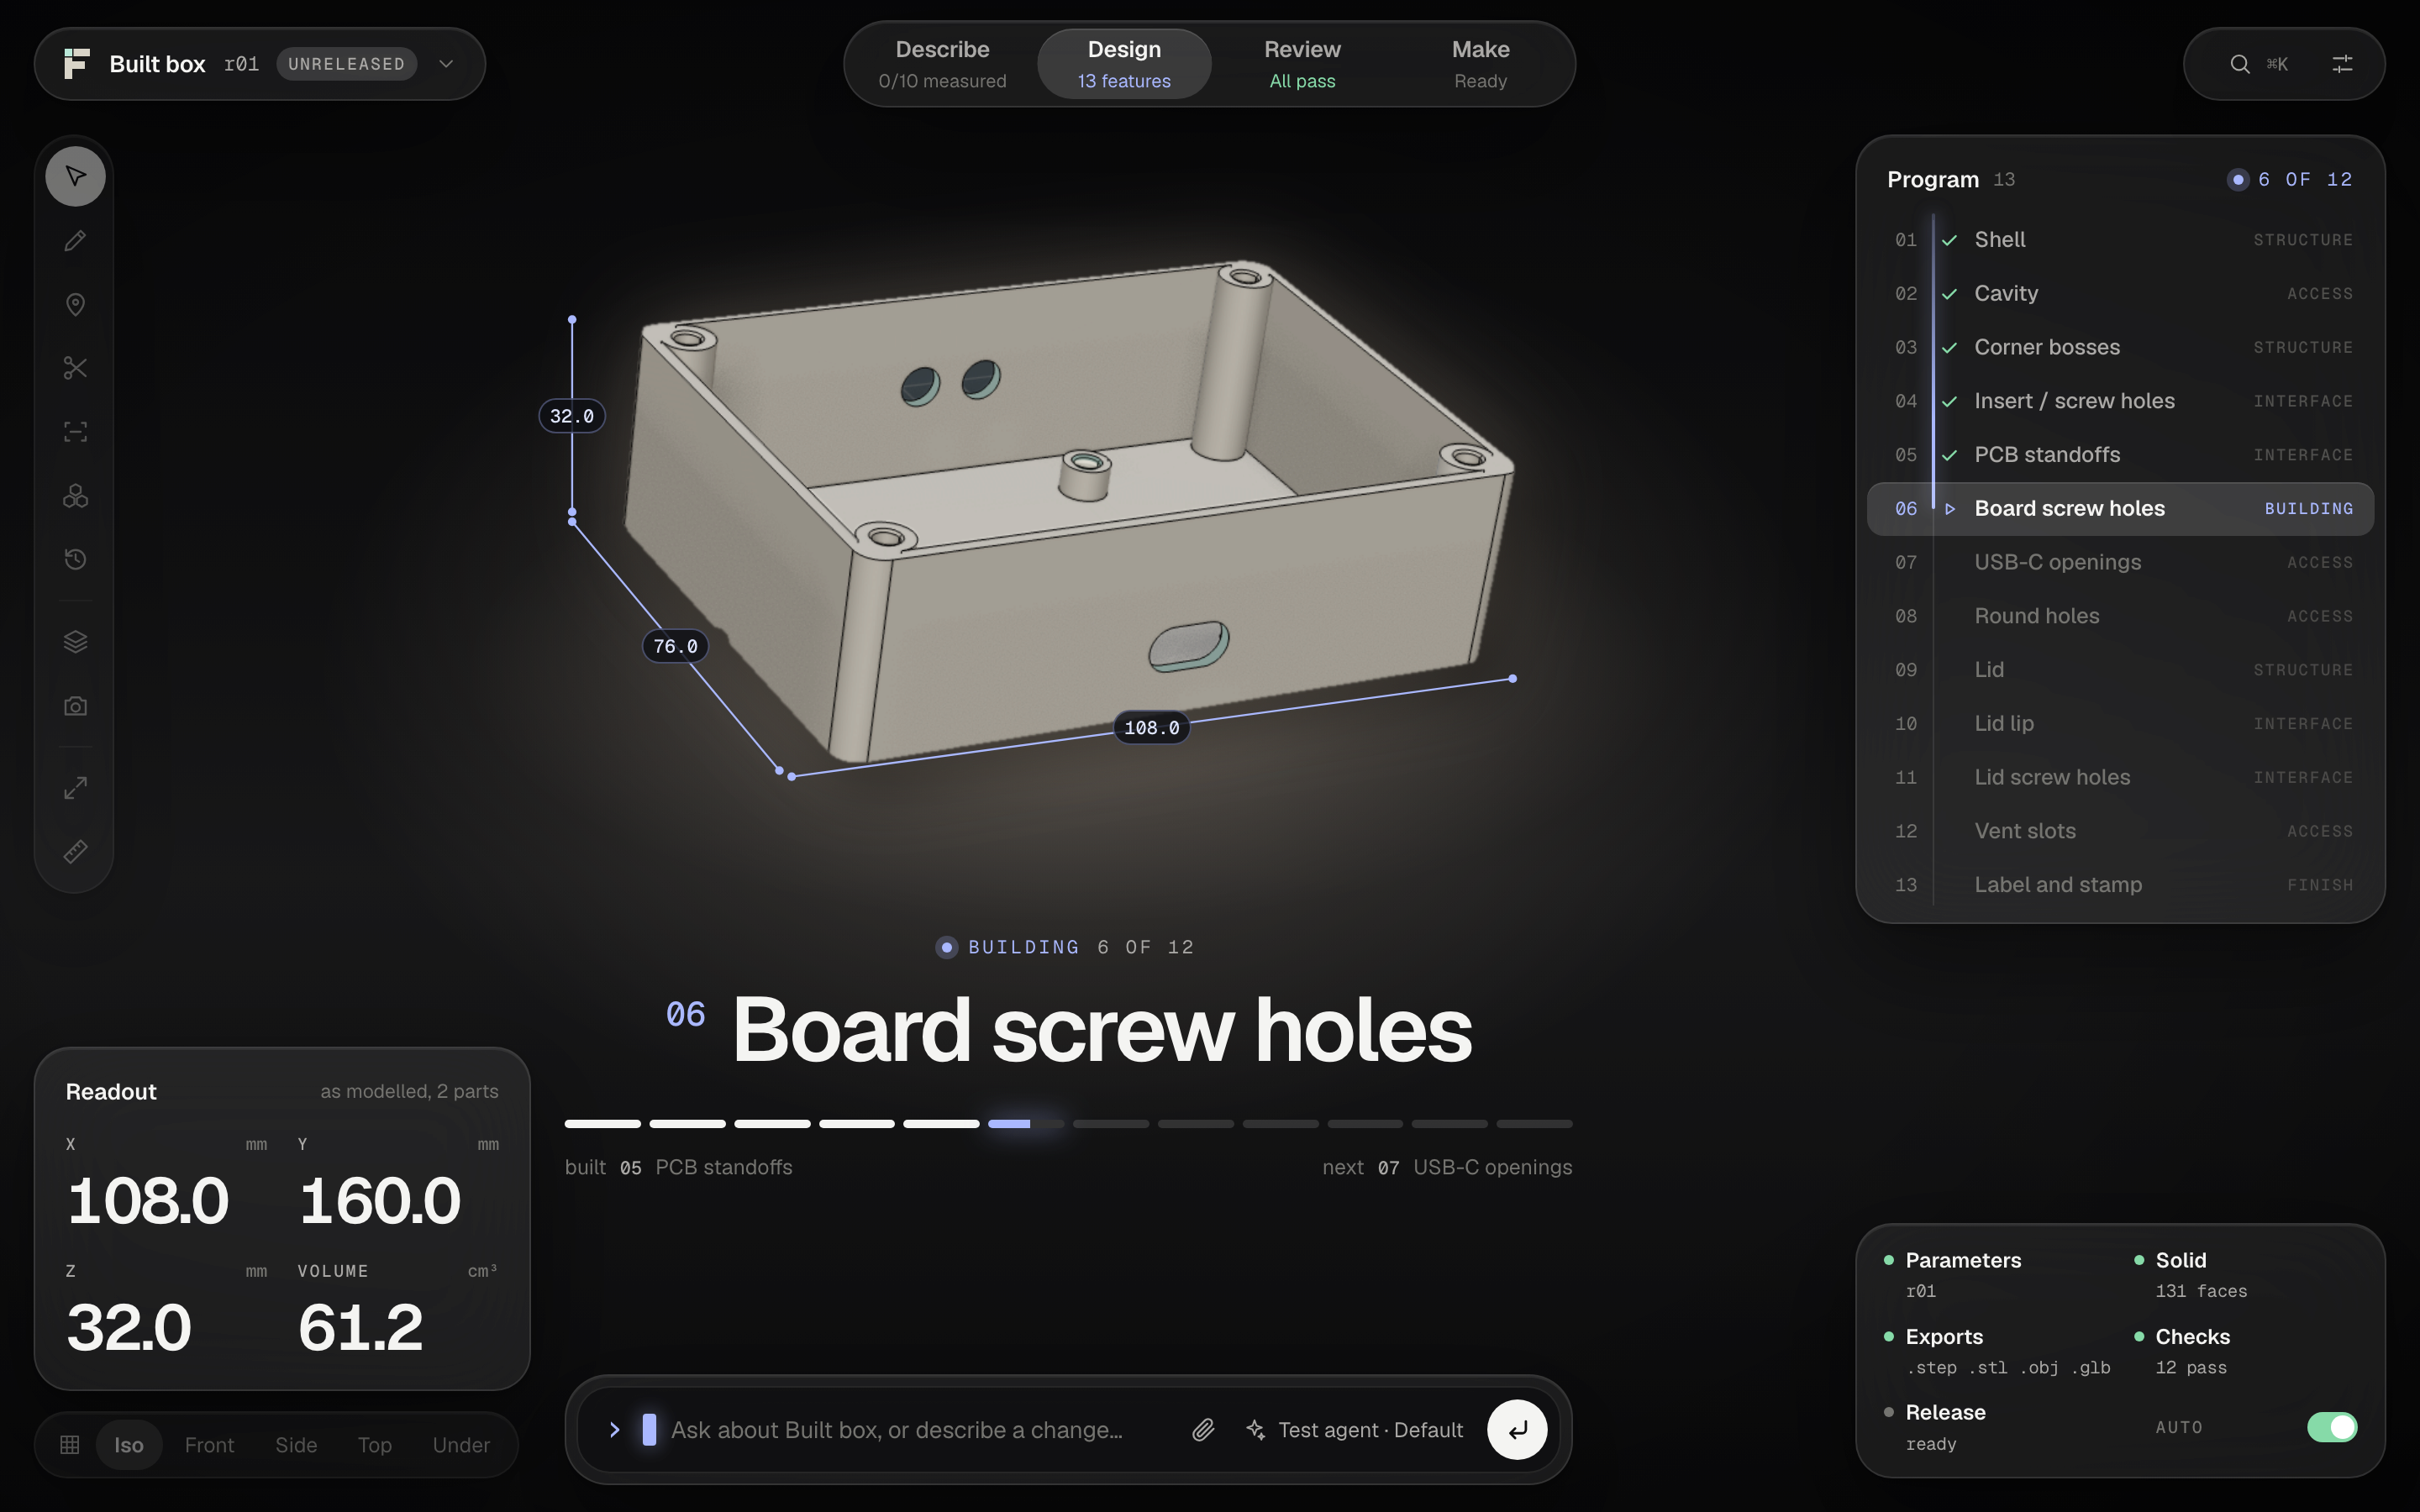 Built box r01 UNRELEASED
Describe
0/10 measured
Design
13 features
Review
All pass
Make
Ready
⌘K
32.0
76.0
108.0
Program 13 6 OF 12
01 Shell STRUCTURE
02 Cavity ACCESS
03 Corner bosses STRUCTURE
04 Insert / screw holes INTERFACE
05 PCB standoffs INTERFACE
06 Board screw holes BUILDING
07 USB-C openings ACCESS
08 Round holes ACCESS
09 Lid STRUCTURE
10 Lid lip INTERFACE
11 Lid screw holes INTERFACE
12 Vent slots ACCESS
13 Label and stamp FINISH
BUILDING 6 OF 12
06 Board screw holes
built 05 PCB standoffs
next 07 USB-C openings
Readout as modelled, 2 parts
X mm Y mm
108.0 160.0
Z mm VOLUME cm³
32.0 61.2
Iso Front Side Top Under
Ask about Built box, or describe a change... Test agent · Default
Parameters
r01
Solid
131 faces
Exports
.step .stl .obj .glb
Checks
12 pass
Release
ready
AUTO